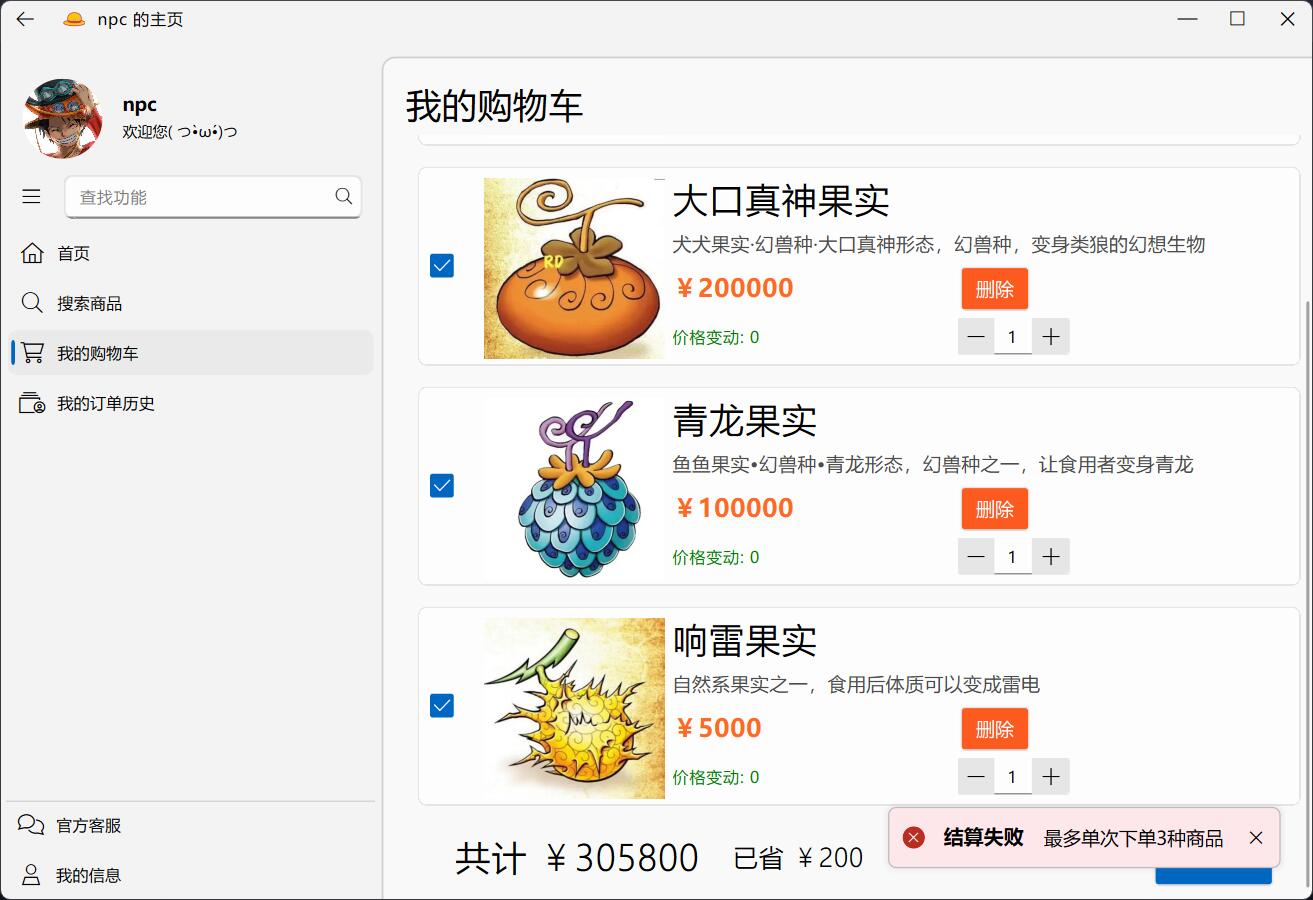 npc 的主页
npc
欢迎您( つ•̀ω•́)つ
查找功能
首页
搜索商品
我的购物车
我的订单历史
官方客服
我的信息
我的购物车
大口真神果实
犬犬果实·幻兽种·大口真神形态，幻兽种，变身类狼的幻想生物
¥200000
删除
价格变动: 0
1
RD
青龙果实
鱼鱼果实•幻兽种•青龙形态，幻兽种之一，让食用者变身青龙
¥100000
删除
价格变动: 0
1
响雷果实
自然系果实之一，食用后体质可以变成雷电
¥5000
删除
价格变动: 0
1
共计 ¥305800 已省 ¥200
结算失败 最多单次下单3种商品